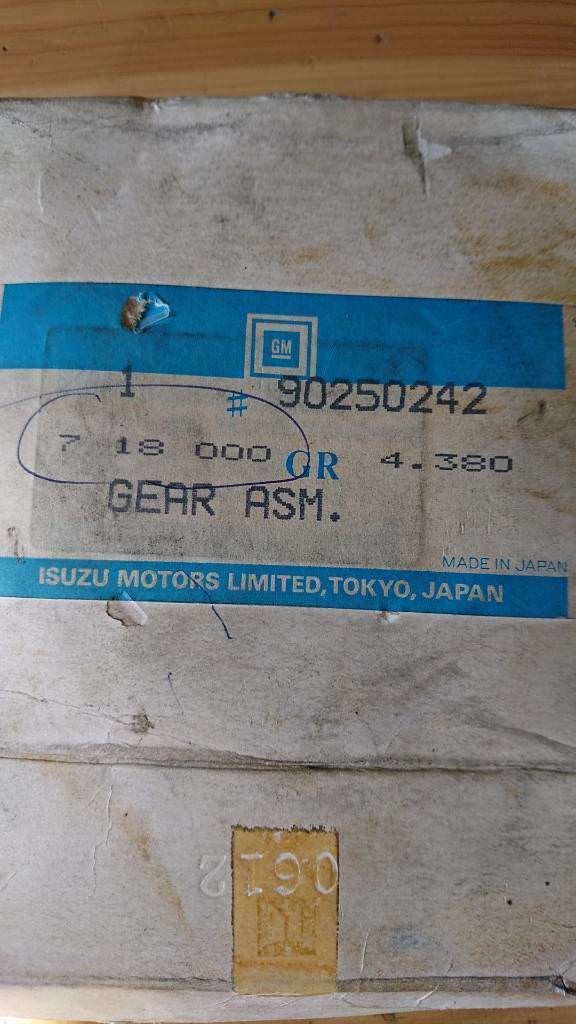 GM
1 # 90250242
7 18 000 GR 4.380
GEAR ASM.
MADE IN JAPAN
ISUZU MOTORS LIMITED, TOKYO, JAPAN
0612